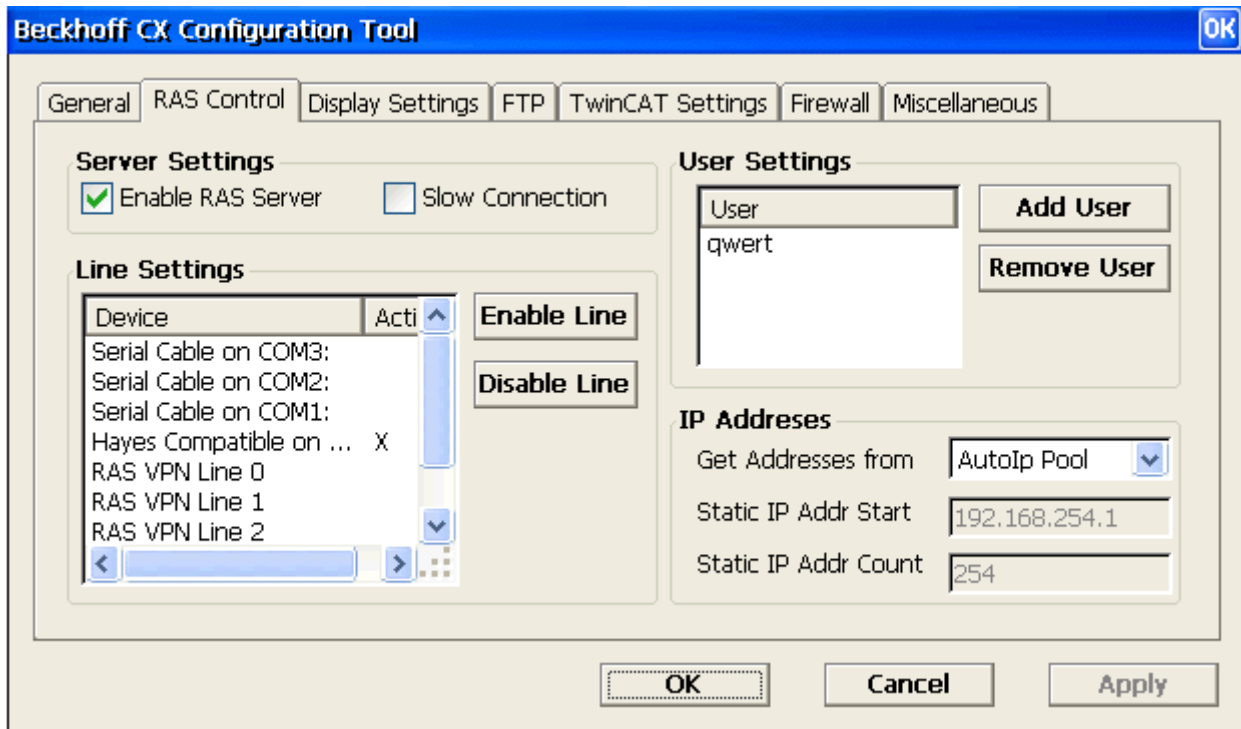 Beckhoff CX Configuration Tool OK
General RAS Control Display Settings FTP TwinCAT Settings Firewall Miscellaneous
Server Settings
Enable RAS Server Slow Connection
Line Settings
Device Acti
Serial Cable on COM3:
Serial Cable on COM2:
Serial Cable on COM1:
Hayes Compatible on ... X
RAS VPN Line 0
RAS VPN Line 1
RAS VPN Line 2
Enable Line
Disable Line
User Settings
User
qwert
Add User
Remove User
IP Addreses
Get Addresses from AutoIp Pool
Static IP Addr Start 192.168.254.1
Static IP Addr Count 254
OK Cancel Apply